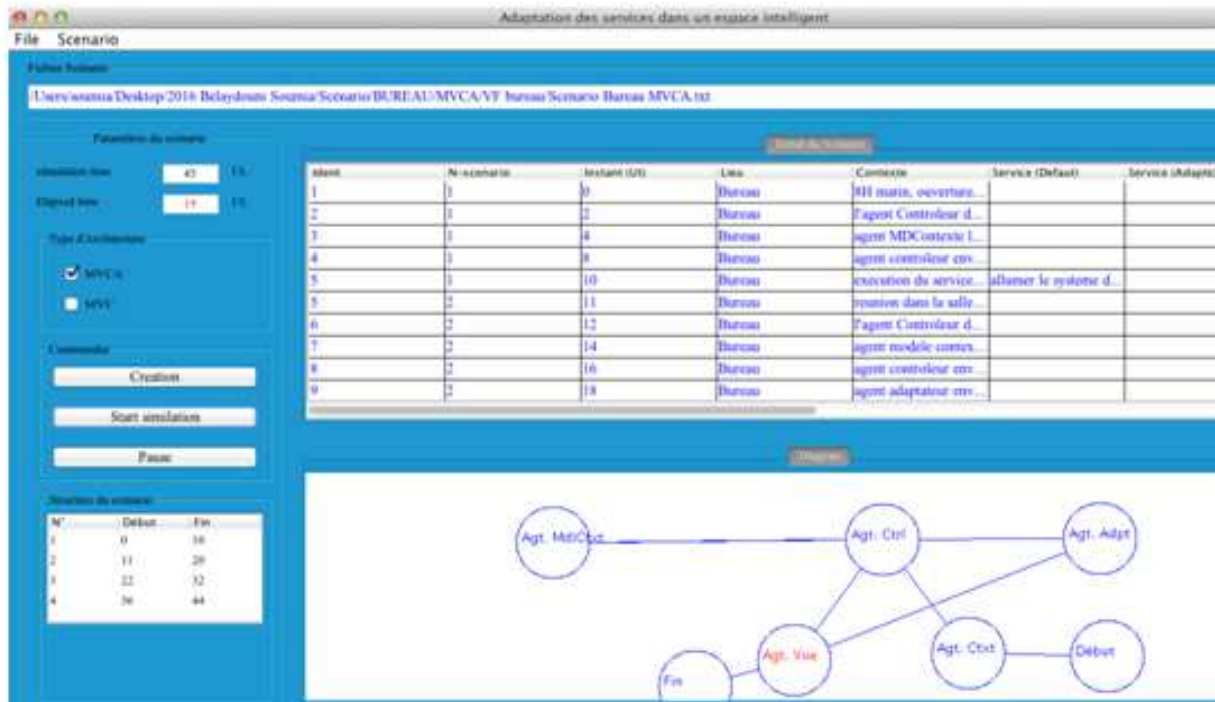 Adaptation des services dans un espace intelligent
File Scenario
Fichier Scenario
/Users/soumia/Desktop/2016 Belaydouni Soumia/Scenario/BUREAU/MVCA/VF bureau/Scenario Bureau MVCA.txt
Paramètres du scenario
simulation time 45
Elapsed time 19
Type d'Architecture
MVCA
MVC
Commandes
Creation
Start simulation
Pause
Structure du scenario
N° Début Fin
1 0 10
2 11 20
3 22 32
4 36 44
Ident N-scenario Instant (Ut) Lieu Contexte Service (Defaut) Service (Adaptic
1 1 0 Bureau 8H matin, ouverture...
2 1 2 Bureau l'agent Controleur d...
3 1 4 Bureau agent MDContexte l...
4 1 8 Bureau agent controleur env...
5 1 10 Bureau execution du service... allumer le systeme d...
5 2 11 Bureau reunion dans la salle...
6 2 12 Bureau l'agent Controleur d...
7 2 14 Bureau agent modele contex...
8 2 16 Bureau agent controleur env...
9 2 18 Bureau agent adaptateur env...
Agt. MdlCtxt
Agt. Ctrl
Agt. Adpt
Agt. Vue
Agt. Ctxt
Début
Fin